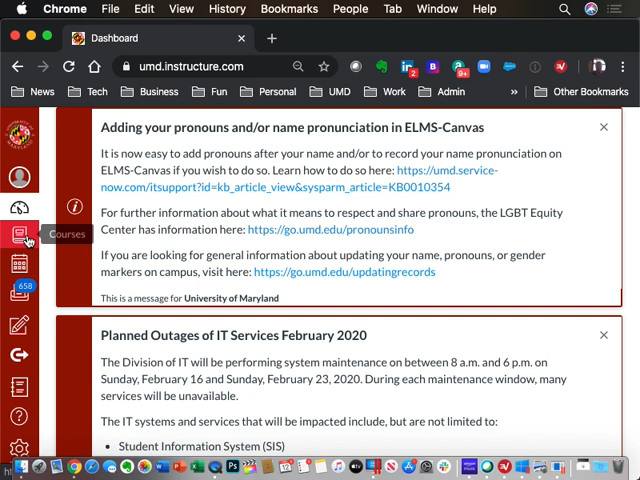 Chrome File Edit View History Bookmarks People Tab Window Help
Dashboard
umd.instructure.com
2
9+
News Tech Business Fun Personal UMD Work Admin » Other Bookmarks
Adding your pronouns and/or name pronunciation in ELMS-Canvas
It is now easy to add pronouns after your name and/or to record your name pronunciation on
ELMS-Canvas if you wish to do so. Learn how to do so here: https://umd.service-
now.com/itsupport?id=kb_article_view&sysparm_article=KB0010354
For further information about what it means to respect and share pronouns, the LGBT Equity
Center has information here: https://go.umd.edu/pronounsinfo
Courses
If you are looking for general information about updating your name, pronouns, or gender
markers on campus, visit here: https://go.umd.edu/updatingrecords
658
This is a message for University of Maryland
Planned Outages of IT Services February 2020
The Division of IT will be performing system maintenance on between 8 a.m. and 6 p.m. on
Sunday, February 16 and Sunday, February 23, 2020. During each maintenance window, many
services will be unavailable.
The IT systems and services that will be impacted include, but are not limited to:
• Student Information System (SIS)